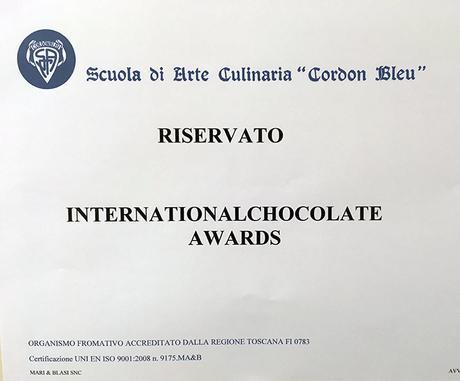 Scuola di Arte Culinaria "Cordon Bleu"
RISERVATO
INTERNATIONALCHOCOLATE
AWARDS
ORGANISMO FROMATIVO ACCREDITATO DALLA REGIONE TOSCANA FI 0783
Certificazione UNI EN ISO 9001:2008 n. 9175.MA&B
MARI & BLASI SNC